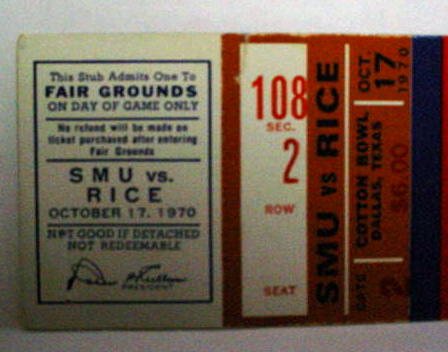 This Stub Admits One To
FAIR GROUNDS
ON DAY OF GAME ONLY
No refund will be made on
ticket purchased after entering
Fair Grounds
SMU vs.
RICE
OCTOBER 17, 1970
NOT GOOD IF DETACHED
NOT REDEEMABLE
PRESIDENT
108
SEC.
2
ROW
SEAT
SMU vs RICE
COTTON BOWL
DALLAS, TEXAS
OCT.
17
1970
GATE
2
$6.00